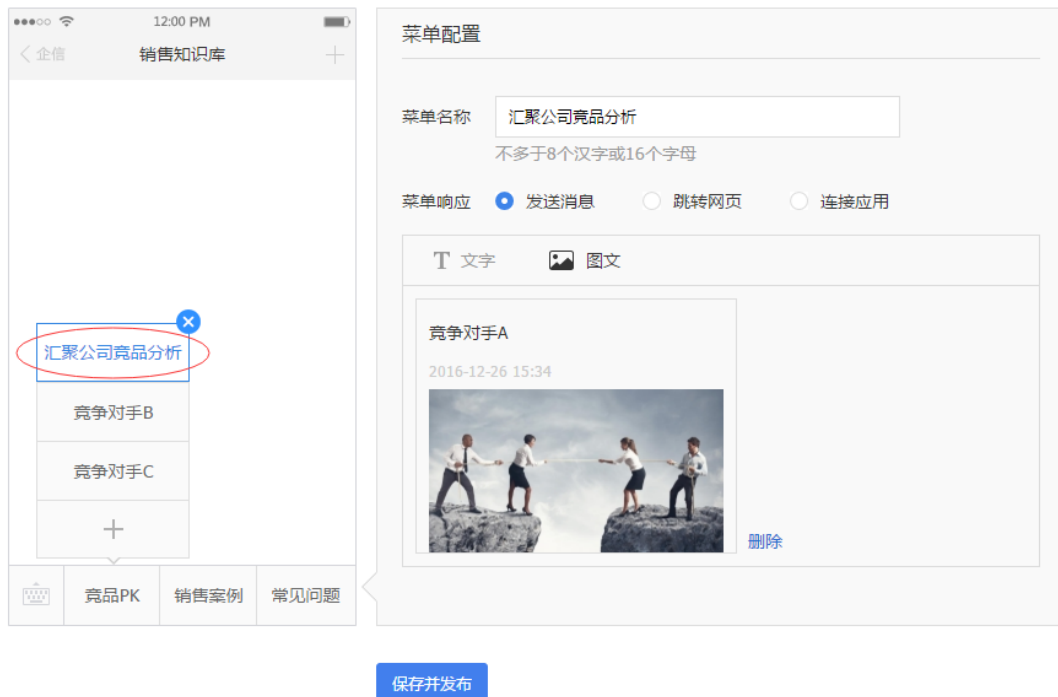 12:00 PM
企信
销售知识库
汇聚公司竞品分析
竞争对手B
竞争对手C
竞品PK
销售案例
常见问题
菜单配置
菜单名称
汇聚公司竞品分析
不多于8个汉字或16个字母
菜单响应
发送消息
跳转网页
连接应用
T 文字
图文
竞争对手A
2016-12-26 15:34
删除
保存并发布